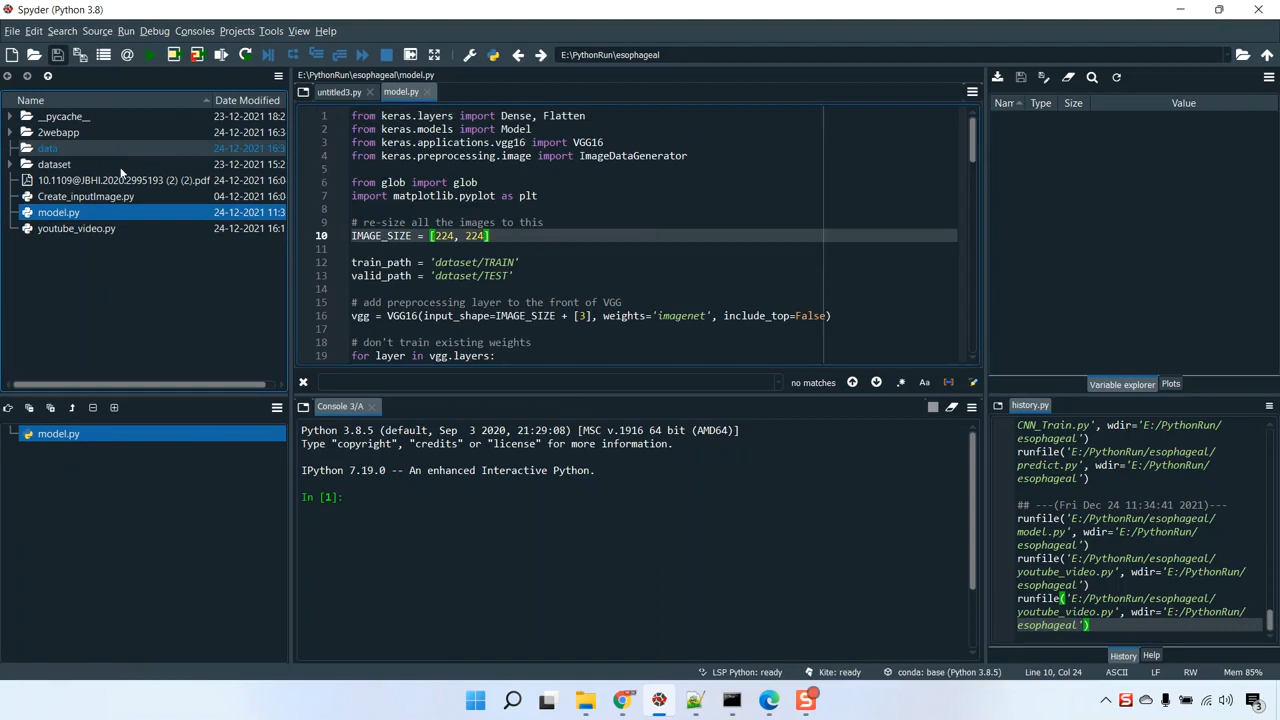 Spyder (Python 3.8)
File Edit Search Source Run Debug Consoles Projects Tools View Help
E:\PythonRun\esophageal
E:\PythonRun\esophageal\model.py
Name Date Modified
untitled3.py model.py
__pycache__ 23-12-2021 18:2
2webapp 24-12-2021 16:3
data 24-12-2021 16:3
dataset 23-12-2021 15:2
10.1109@JBHI.2020.2995193 (2) (2).pdf 24-12-2021 16:0
Create_inputImage.py 04-12-2021 16:0
model.py 24-12-2021 11:3
youtube_video.py 24-12-2021 16:1
1 from keras.layers import Dense, Flatten
2 from keras.models import Model
3 from keras.applications.vgg16 import VGG16
4 from keras.preprocessing.image import ImageDataGenerator
5
6 from glob import glob
7 import matplotlib.pyplot as plt
8
9 # re-size all the images to this
10 IMAGE_SIZE = [224, 224]
11
12 train_path = 'dataset/TRAIN'
13 valid_path = 'dataset/TEST'
14
15 # add preprocessing layer to the front of VGG
16 vgg = VGG16(input_shape=IMAGE_SIZE + [3], weights='imagenet', include_top=False)
17
18 # don't train existing weights
19 for layer in vgg.layers:
no matches
Aa
Nam Type Size Value
Variable explorer Plots
model.py
Console 3/A
Python 3.8.5 (default, Sep 3 2020, 21:29:08) [MSC v.1916 64 bit (AMD64)]
Type "copyright", "credits" or "license" for more information.
IPython 7.19.0 -- An enhanced Interactive Python.
In [1]:
history.py
CNN_Train.py', wdir='E:/
PythonRun/
esophageal')
runfile('E:/PythonRun/esophageal/
predict.py', wdir='E:/PythonRun/
esophageal')
## ---(Fri Dec 24 11:34:41 2021)---
runfile('E:/PythonRun/esophageal/
model.py', wdir='E:/PythonRun/
esophageal')
runfile('E:/PythonRun/esophageal/
youtube_video.py', wdir='E:/PythonRun/
esophageal')
runfile('E:/PythonRun/esophageal/
youtube_video.py', wdir='E:/PythonRun/
esophageal')
History Help
LSP Python: ready Kite: ready conda: base (Python 3.8.5) Line 10, Col 24 ASCII LF RW Mem 85%
3